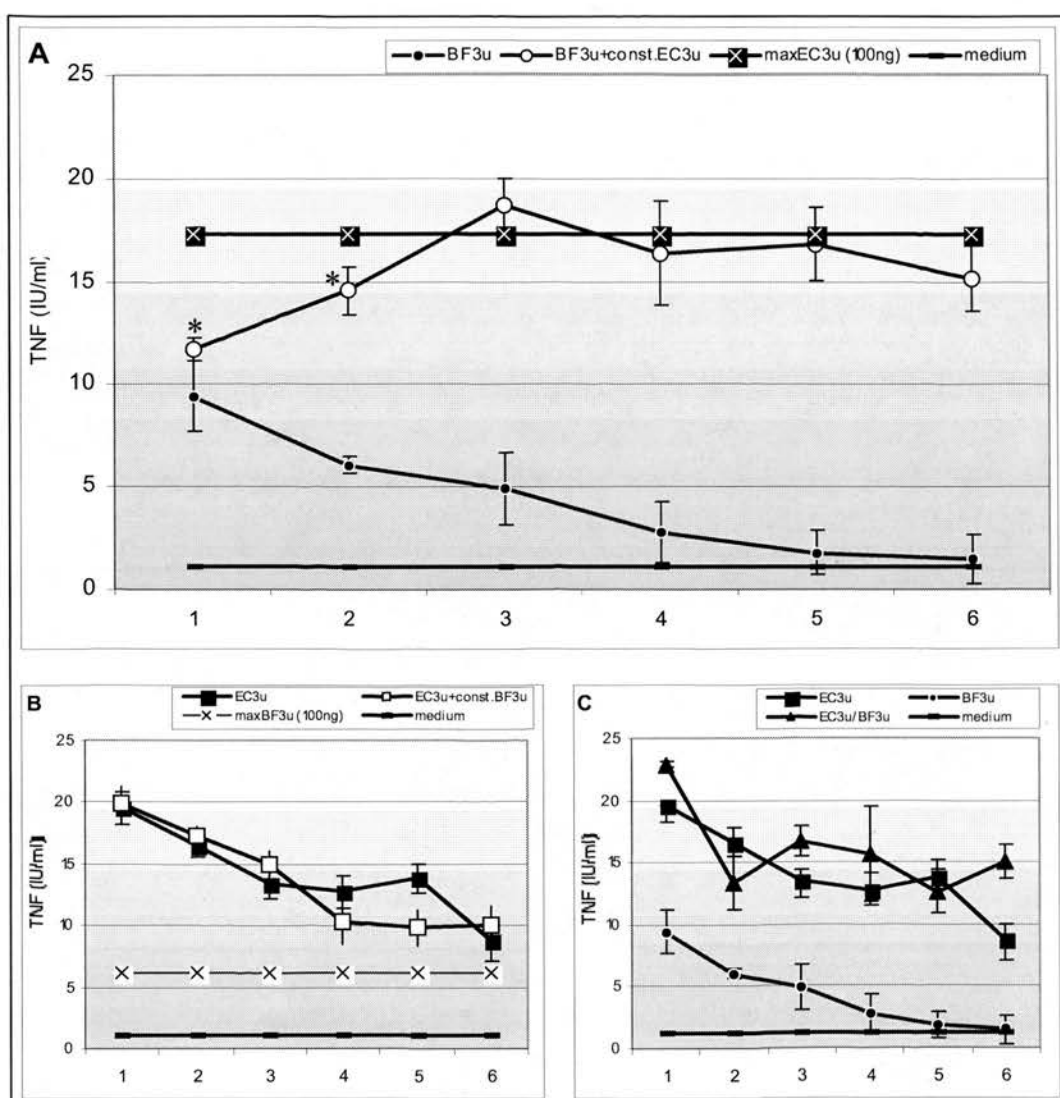 A
BF3u BF3u+const.EC3u maxEC3u (100ng) medium
25
20
15
10
5
0
TNF (IU/ml)
*
*
1 2 3 4 5 6
B
EC3u EC3u+const.BF3u
maxBF3u (100ng) medium
25
20
15
10
5
0
TNF (IU/ml)
1 2 3 4 5 6
C
EC3u BF3u
EC3u/BF3u medium
25
20
15
10
5
0
TNF (IU/ml)
1 2 3 4 5 6